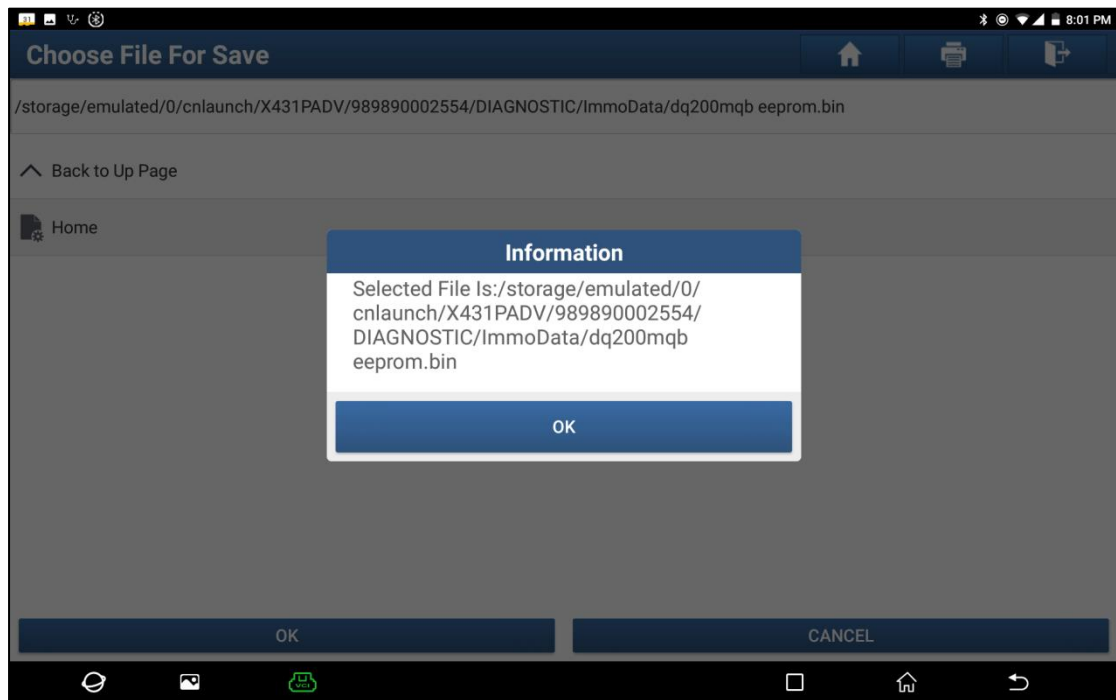 31
8:01 PM
Choose File For Save
/storage/emulated/0/cnlaunch/X431PADV/989890002554/DIAGNOSTIC/ImmoData/dq200mqb eeprom.bin
Back to Up Page
Home
Information
Selected File Is:/storage/emulated/0/
cnlaunch/X431PADV/989890002554/
DIAGNOSTIC/ImmoData/dq200mqb
eeprom.bin
OK
OK
CANCEL
VCI